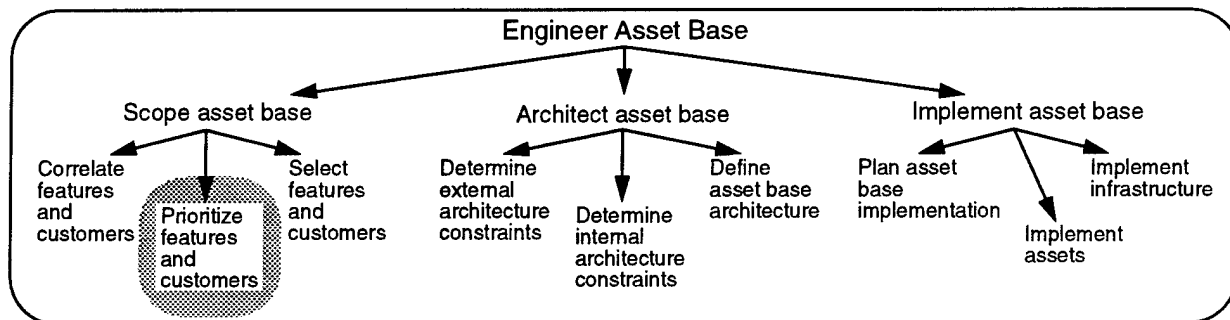 Engineer Asset Base
Scope asset base
Architect asset base
Implement asset base
Correlate
features
and
customers
Prioritize
features
and
customers
Select
features
and
customers
Determine
external
architecture
constraints
Determine
internal
architecture
constraints
Define
asset base
architecture
Plan asset
base
implementation
Implement
assets
Implement
infrastructure